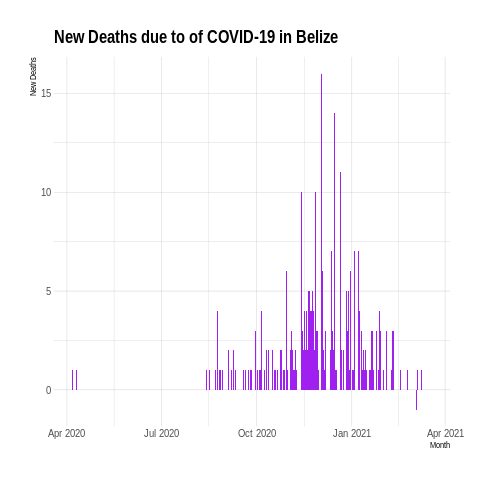 New Deaths due to of COVID-19 in Belize
New Deaths
15
10
5
0
Apr 2020
Jul 2020
Oct 2020
Jan 2021
Apr 2021
Month